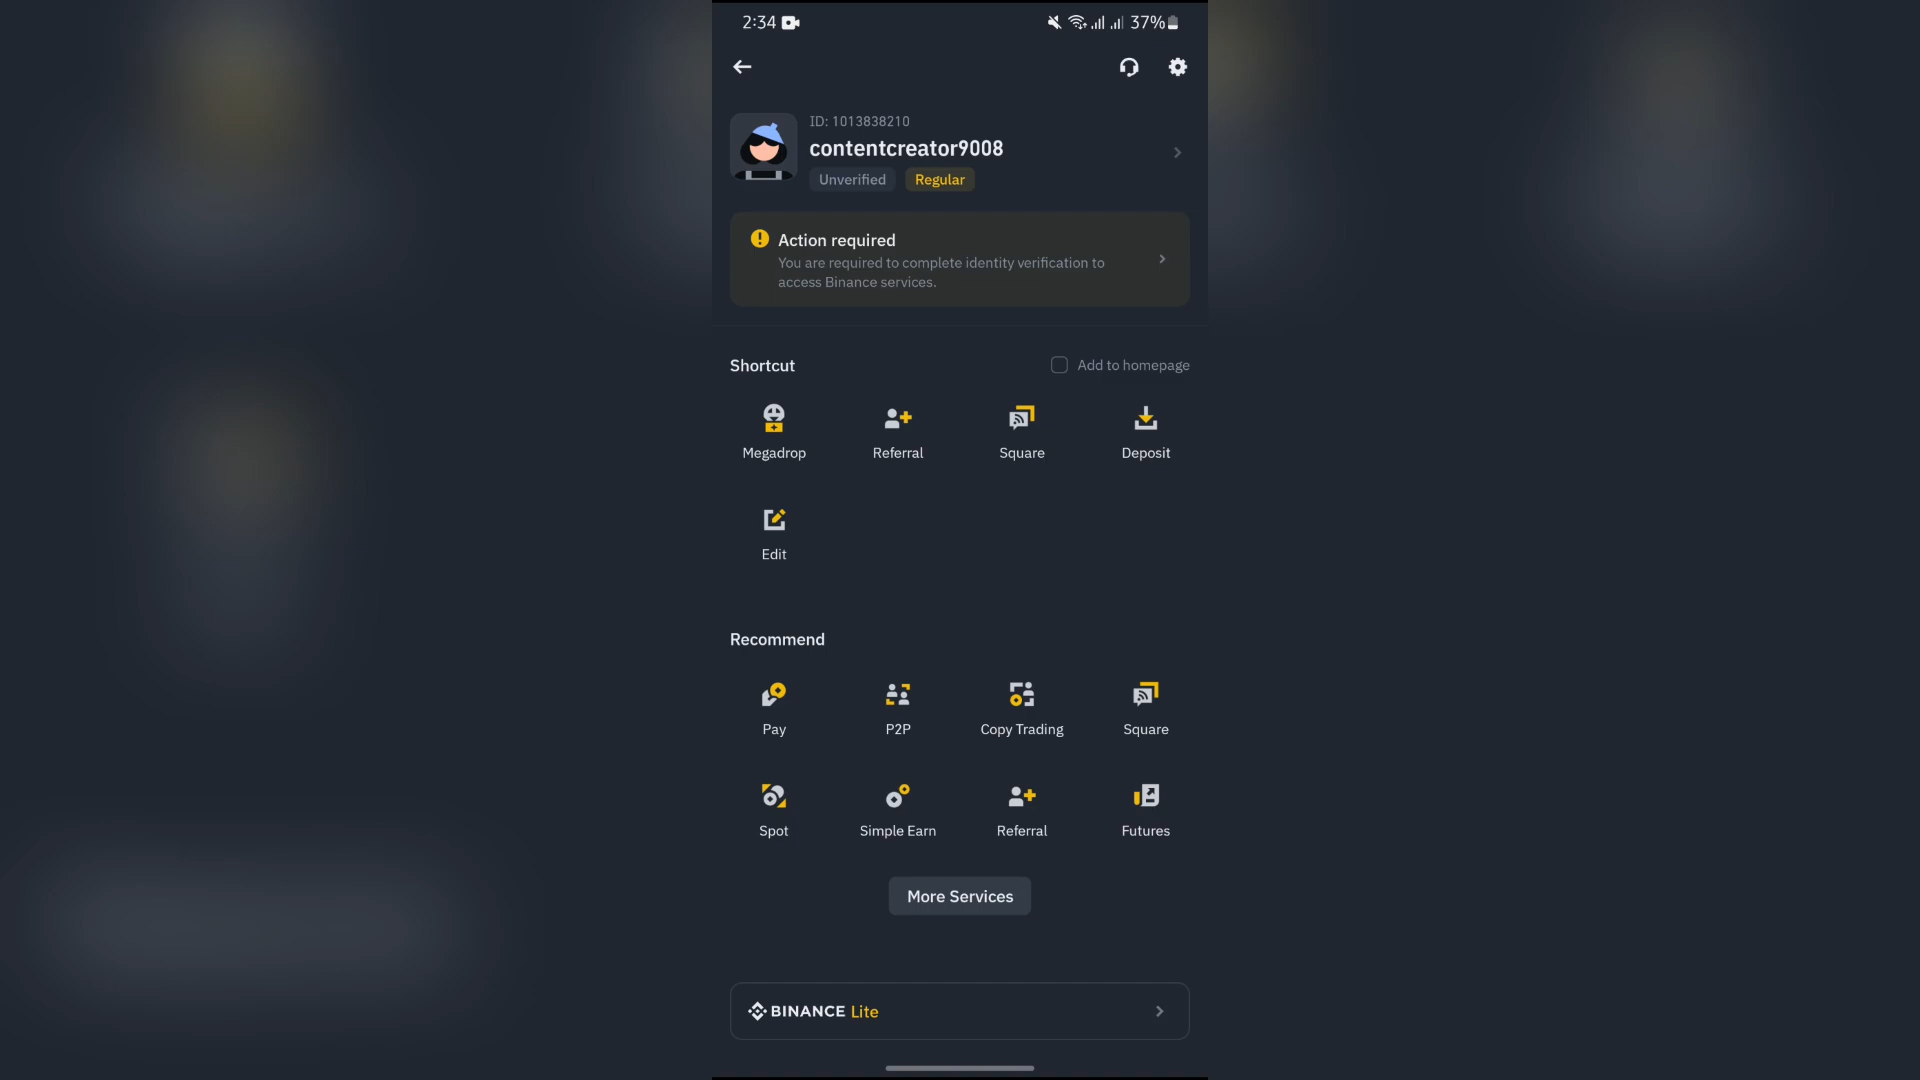 2:34 37%
ID: 1013838210
contentcreator9008
Unverified Regular
Action required
You are required to complete identity verification to
access Binance services.
Shortcut Add to homepage
Megadrop Referral Square Deposit
Edit
Recommend
Pay P2P Copy Trading Square
Spot Simple Earn Referral Futures
More Services
BINANCE Lite